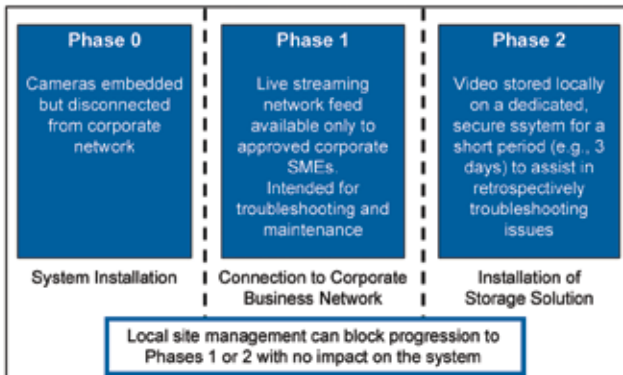 Phase 0
Cameras embedded
but disconnected
from corporate
network
System Installation
Phase 1
Live streaming
network feed
available only to
approved corporate
SMEs.
Intended for
troubleshooting and
maintenance
Connection to Corporate
Business Network
Phase 2
Video stored locally
on a dedicated,
secure ssytem for a
short period (e.g., 3
days) to assist in
retrospectively
troubleshooting
issues
Installation of
Storage Solution
Local site management can block progression to
Phases 1 or 2 with no impact on the system